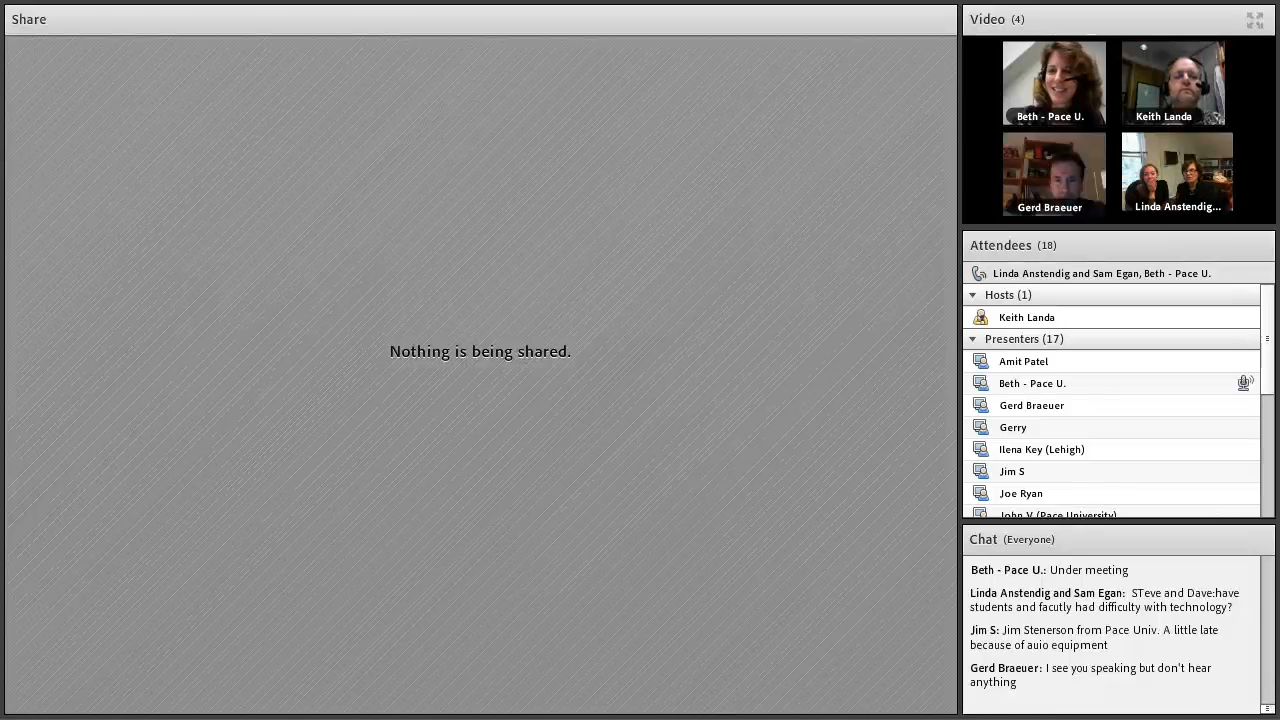 Share
Nothing is being shared.
Video (4)
Beth - Pace U.
Keith Landa
Gerd Braeuer
Linda Anstendig...
Attendees (18)
Linda Anstendig and Sam Egan, Beth - Pace U.
Hosts (1)
Keith Landa
Presenters (17)
Amit Patel
Beth - Pace U.
Gerd Braeuer
Gerry
Ilena Key (Lehigh)
Jim S
Joe Ryan
John V (Pace University)
Chat (Everyone)
Beth - Pace U.: Under meeting
Linda Anstendig and Sam Egan: STeve and Dave:have
students and facutly had difficulty with technology?
Jim S: Jim Stenerson from Pace Univ. A little late
because of auio equipment
Gerd Braeuer: I see you speaking but don't hear
anything